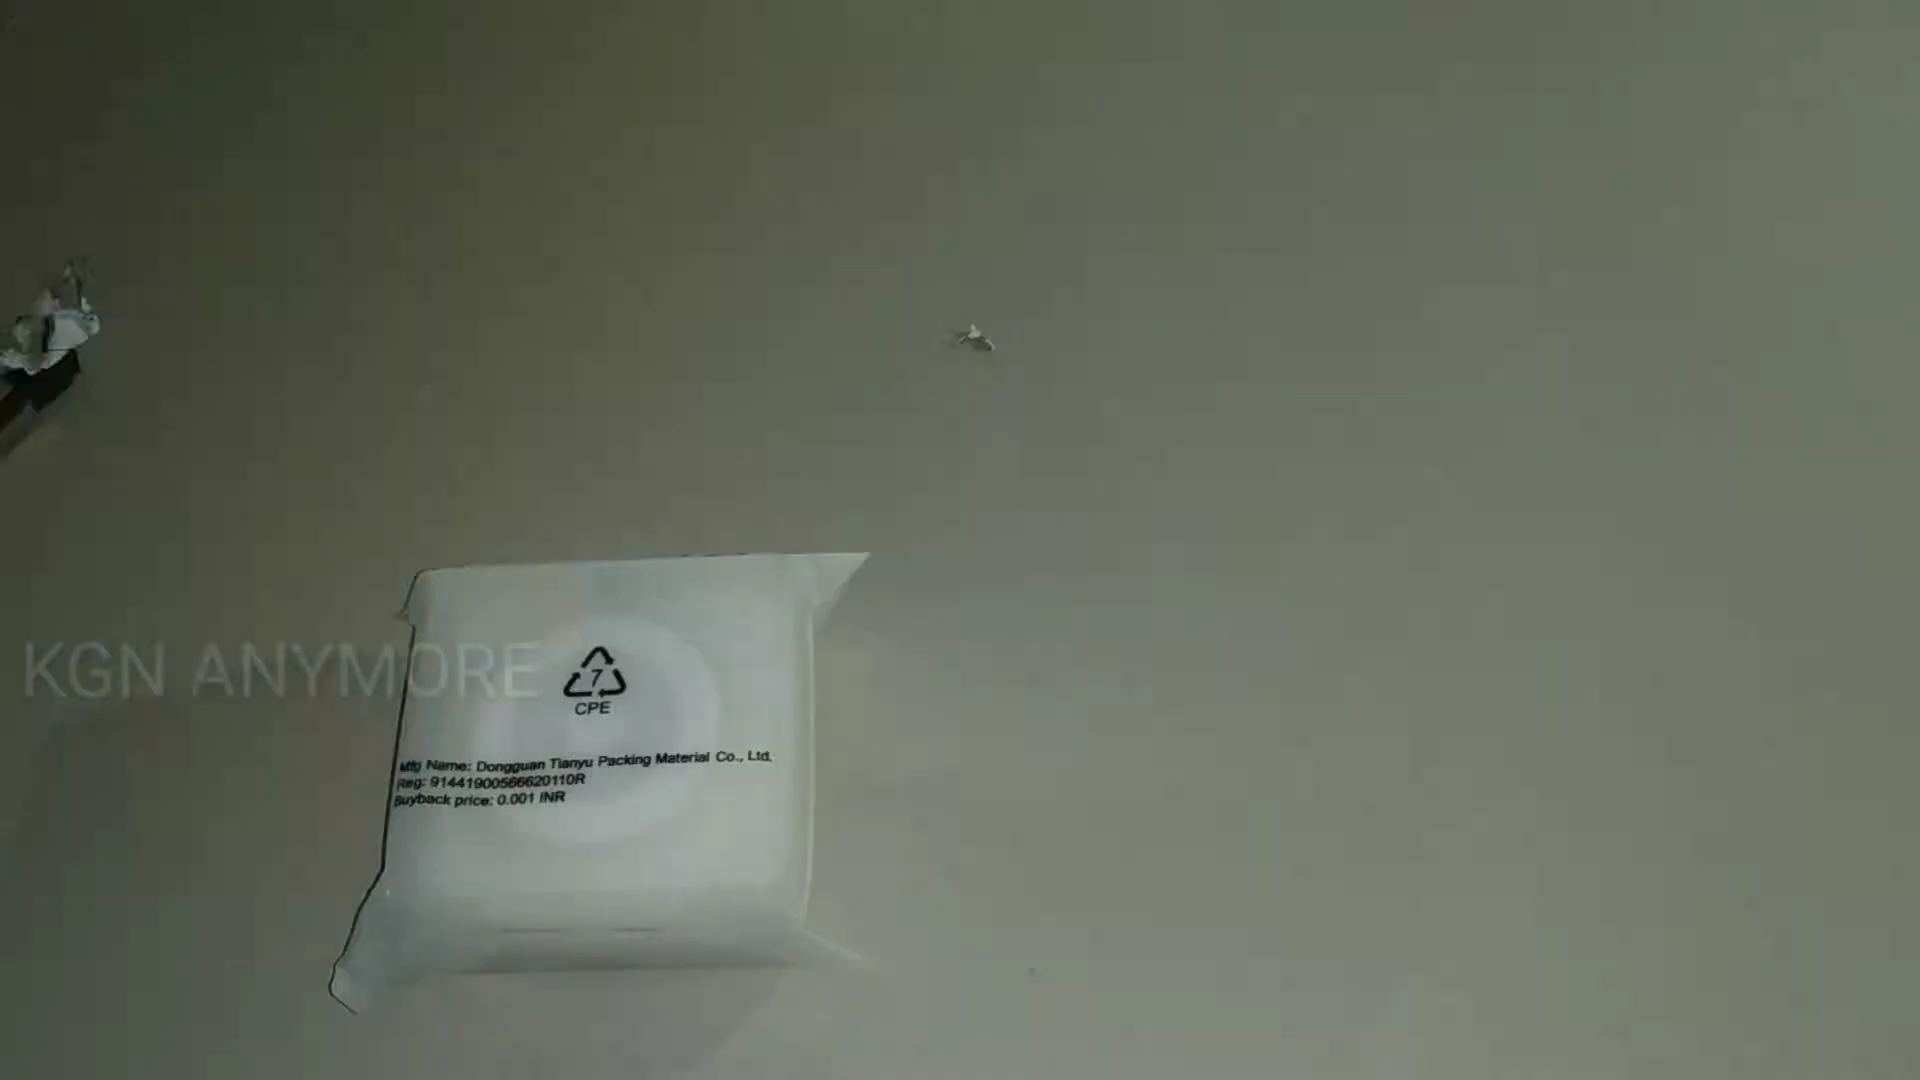 KGN ANYMORE
7
CPE
Mfg Name: Dongguan Tianyu Packing Material Co., Ltd.
Reg: 91441900566620110R
Buyback price: 0.001 INR